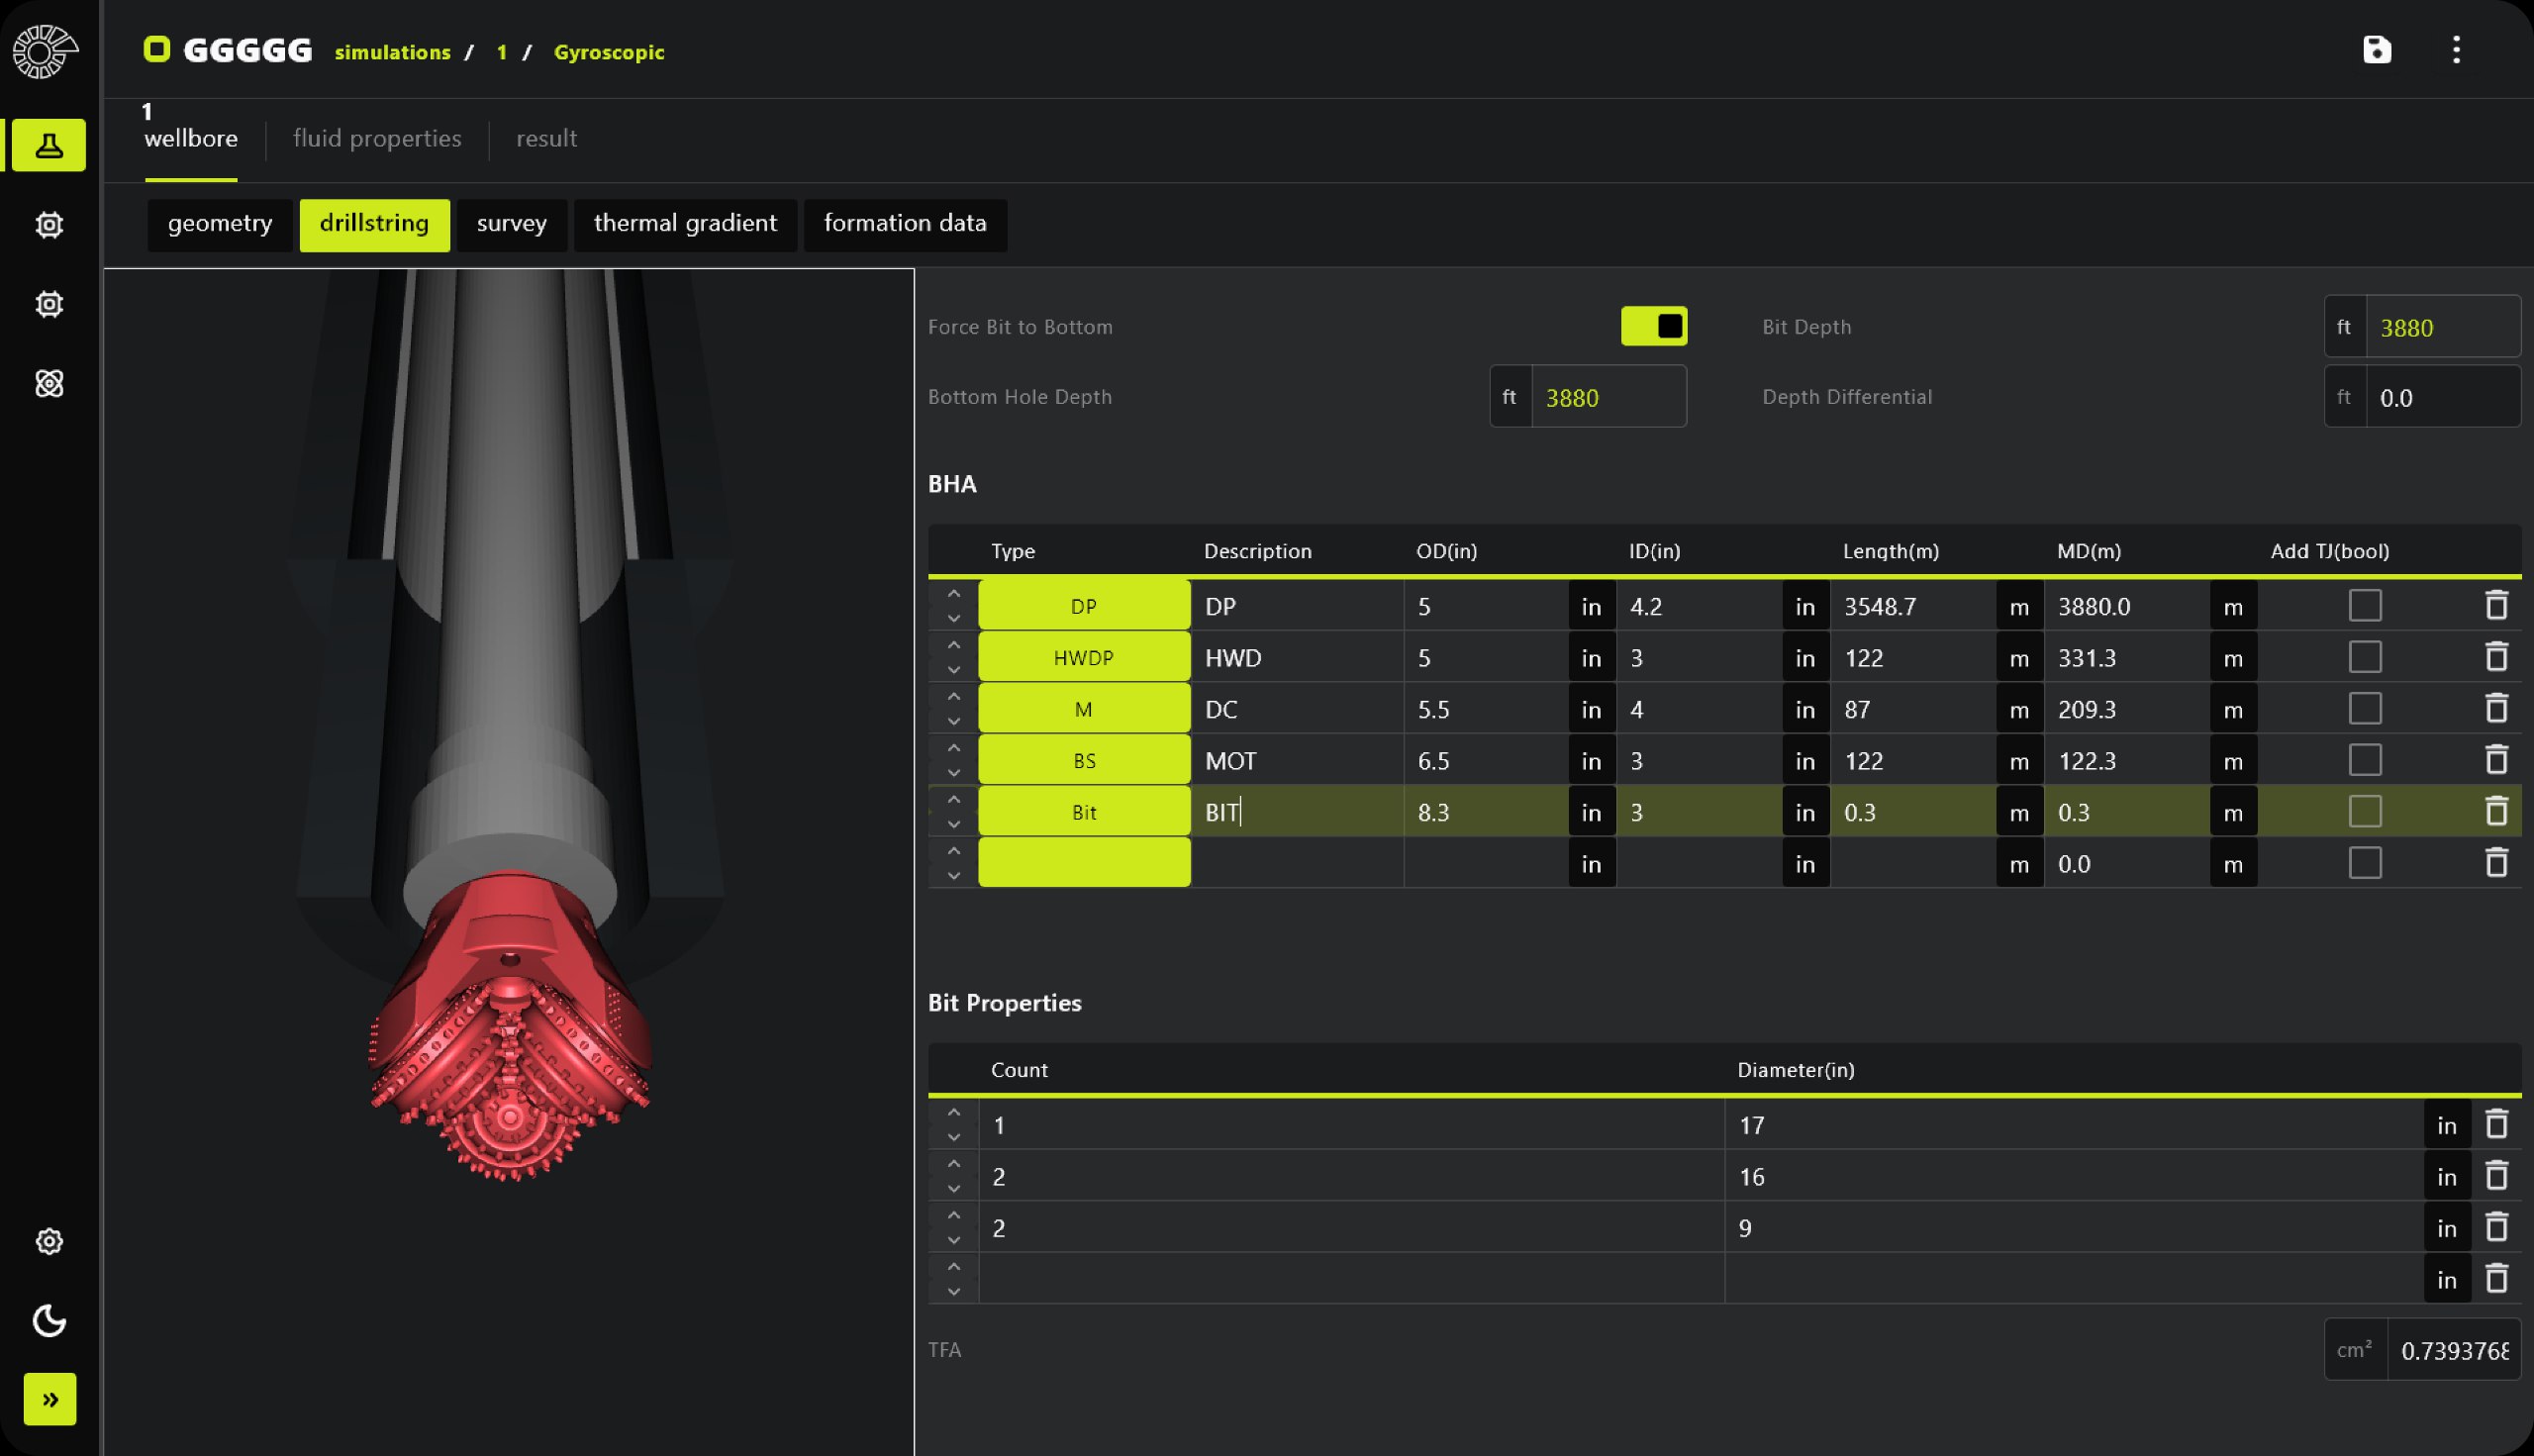 GGGGG simulations / 1 / Gyroscopic
1
wellbore fluid properties result
geometry drillstring survey thermal gradient formation data
Force Bit to Bottom Bit Depth ft 3880
Bottom Hole Depth ft 3880 Depth Differential ft 0.0
BHA
Type Description OD(in) ID(in) Length(m) MD(m) Add TJ(bool)
DP DP 5 in 4.2 in 3548.7 m 3880.0 m
HWDP HWD 5 in 3 in 122 m 331.3 m
M DC 5.5 in 4 in 87 m 209.3 m
BS MOT 6.5 in 3 in 122 m 122.3 m
Bit BIT 8.3 in 3 in 0.3 m 0.3 m
in in m 0.0 m
Bit Properties
Count Diameter(in)
1 17 in
2 16 in
2 9 in
in
TFA cm² 0.739376